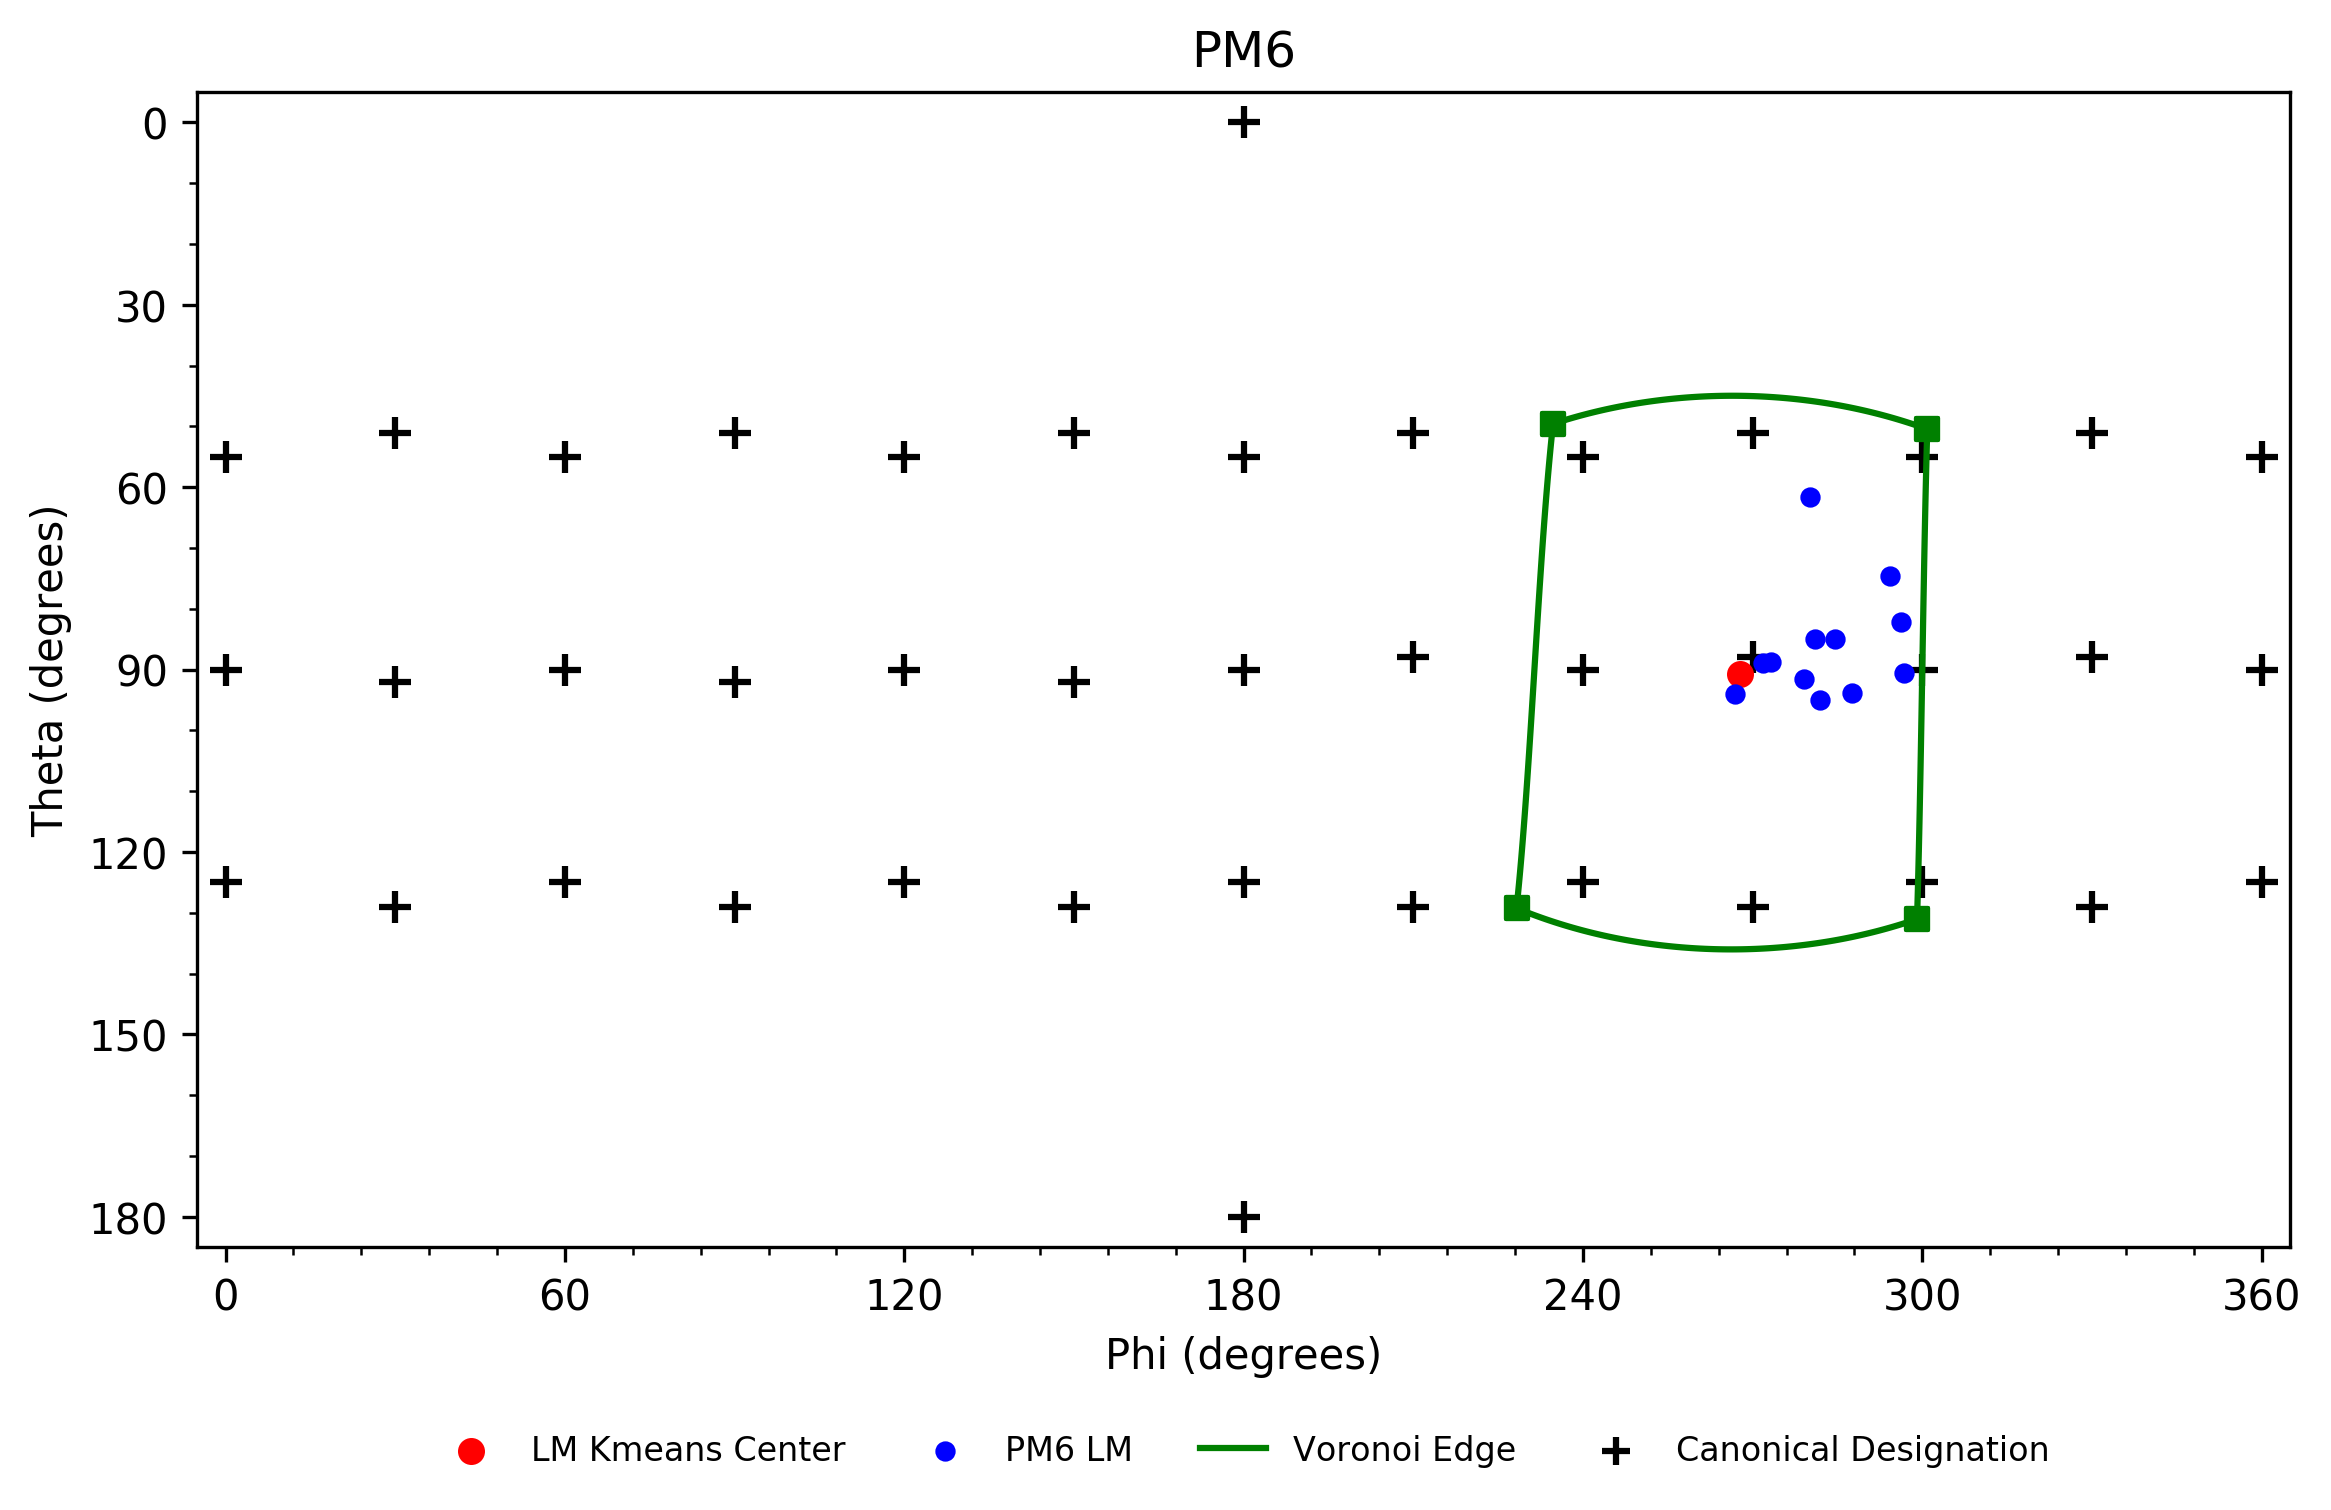 PM6
0
30
60
90
120
150
180
Theta (degrees)
0 60 120 180 240 300 360
Phi (degrees)
LM Kmeans Center PM6 LM Voronoi Edge Canonical Designation